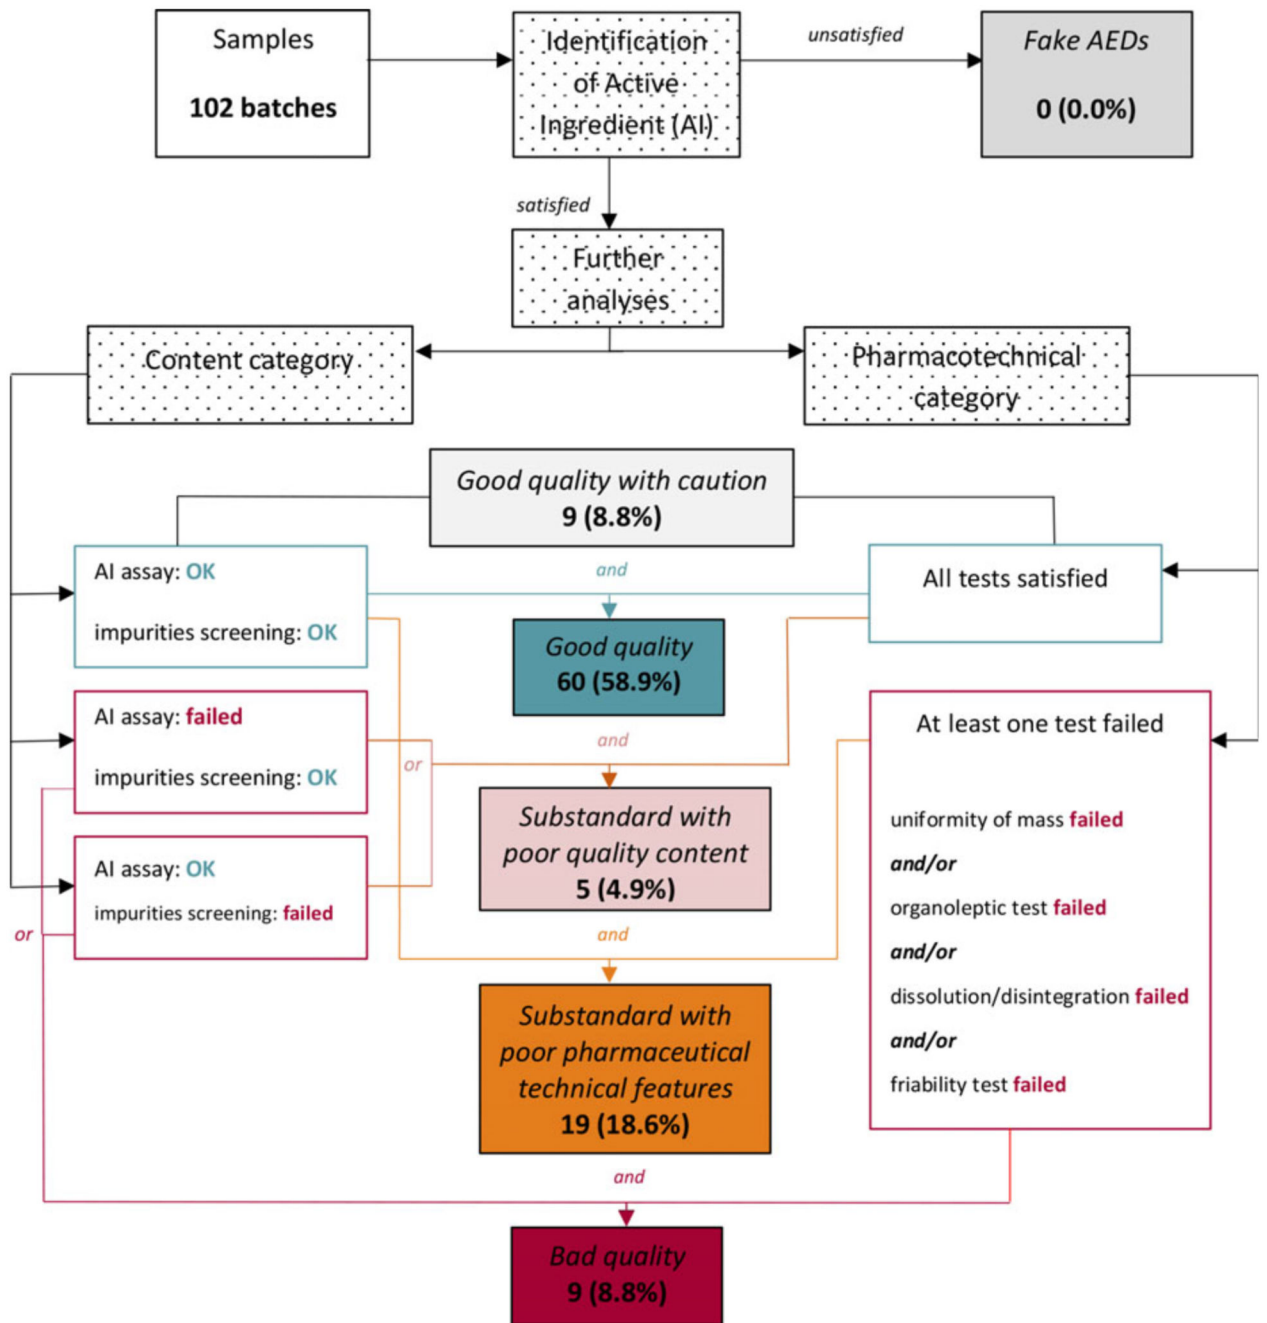 Samples
102 batches
Identification
of Active
Ingredient (AI)
unsatisfied
Fake AEDs
0 (0.0%)
satisfied
Further
analyses
Content category
Pharmacotechnical
category
Good quality with caution
9 (8.8%)
AI assay: OK
impurities screening: OK
and
All tests satisfied
Good quality
60 (58.9%)
AI assay: failed
impurities screening: OK
or
and
At least one test failed
uniformity of mass failed
and/or
organoleptic test failed
and/or
dissolution/disintegration failed
and/or
friability test failed
Substandard with
poor quality content
5 (4.9%)
AI assay: OK
impurities screening: failed
or
and
Substandard with
poor pharmaceutical
technical features
19 (18.6%)
and
Bad quality
9 (8.8%)